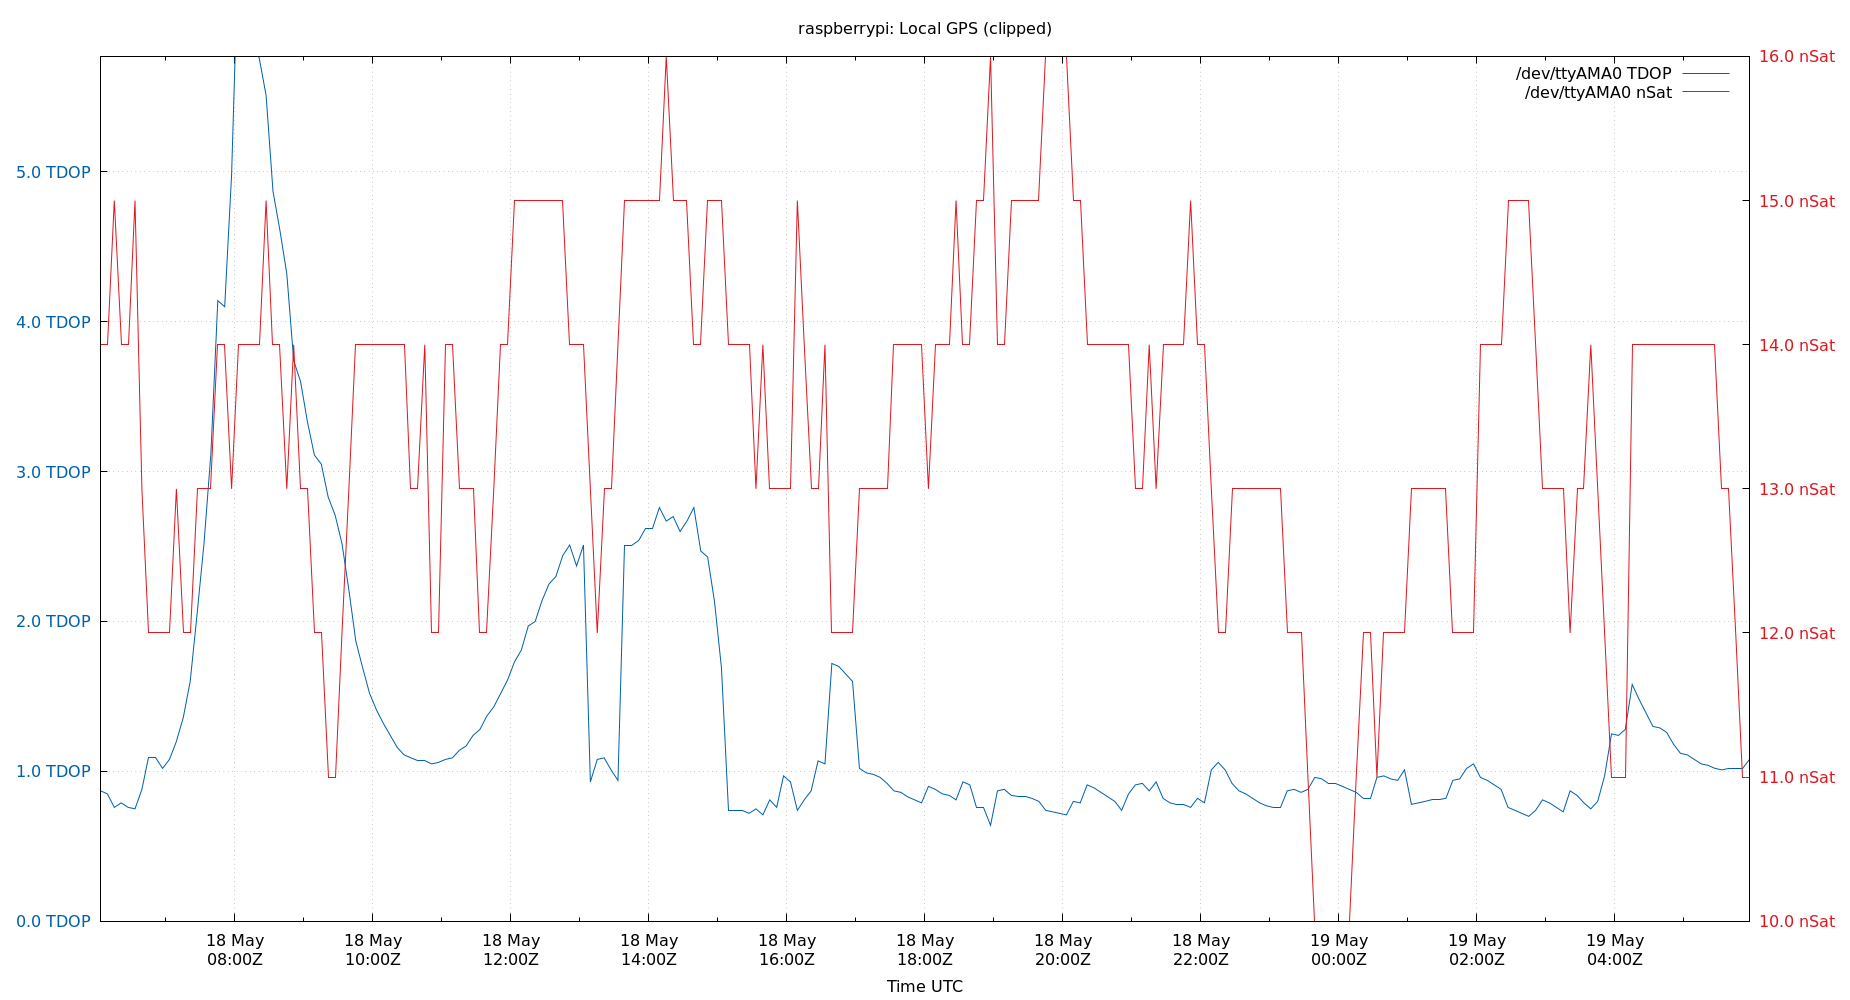 raspberrypi: Local GPS (clipped)
16.0 nSat
/dev/ttyAMA0 TDOP
/dev/ttyAMA0 nSat
5.0 TDOP
15.0 nSat
4.0 TDOP
14.0 nSat
3.0 TDOP
13.0 nSat
2.0 TDOP
12.0 nSat
1.0 TDOP
11.0 nSat
0.0 TDOP
10.0 nSat
18 May 18 May 18 May 18 May 18 May 18 May 18 May 18 May 19 May 19 May 19 May
08:00Z 10:00Z 12:00Z 14:00Z 16:00Z 18:00Z 20:00Z 22:00Z 00:00Z 02:00Z 04:00Z
Time UTC